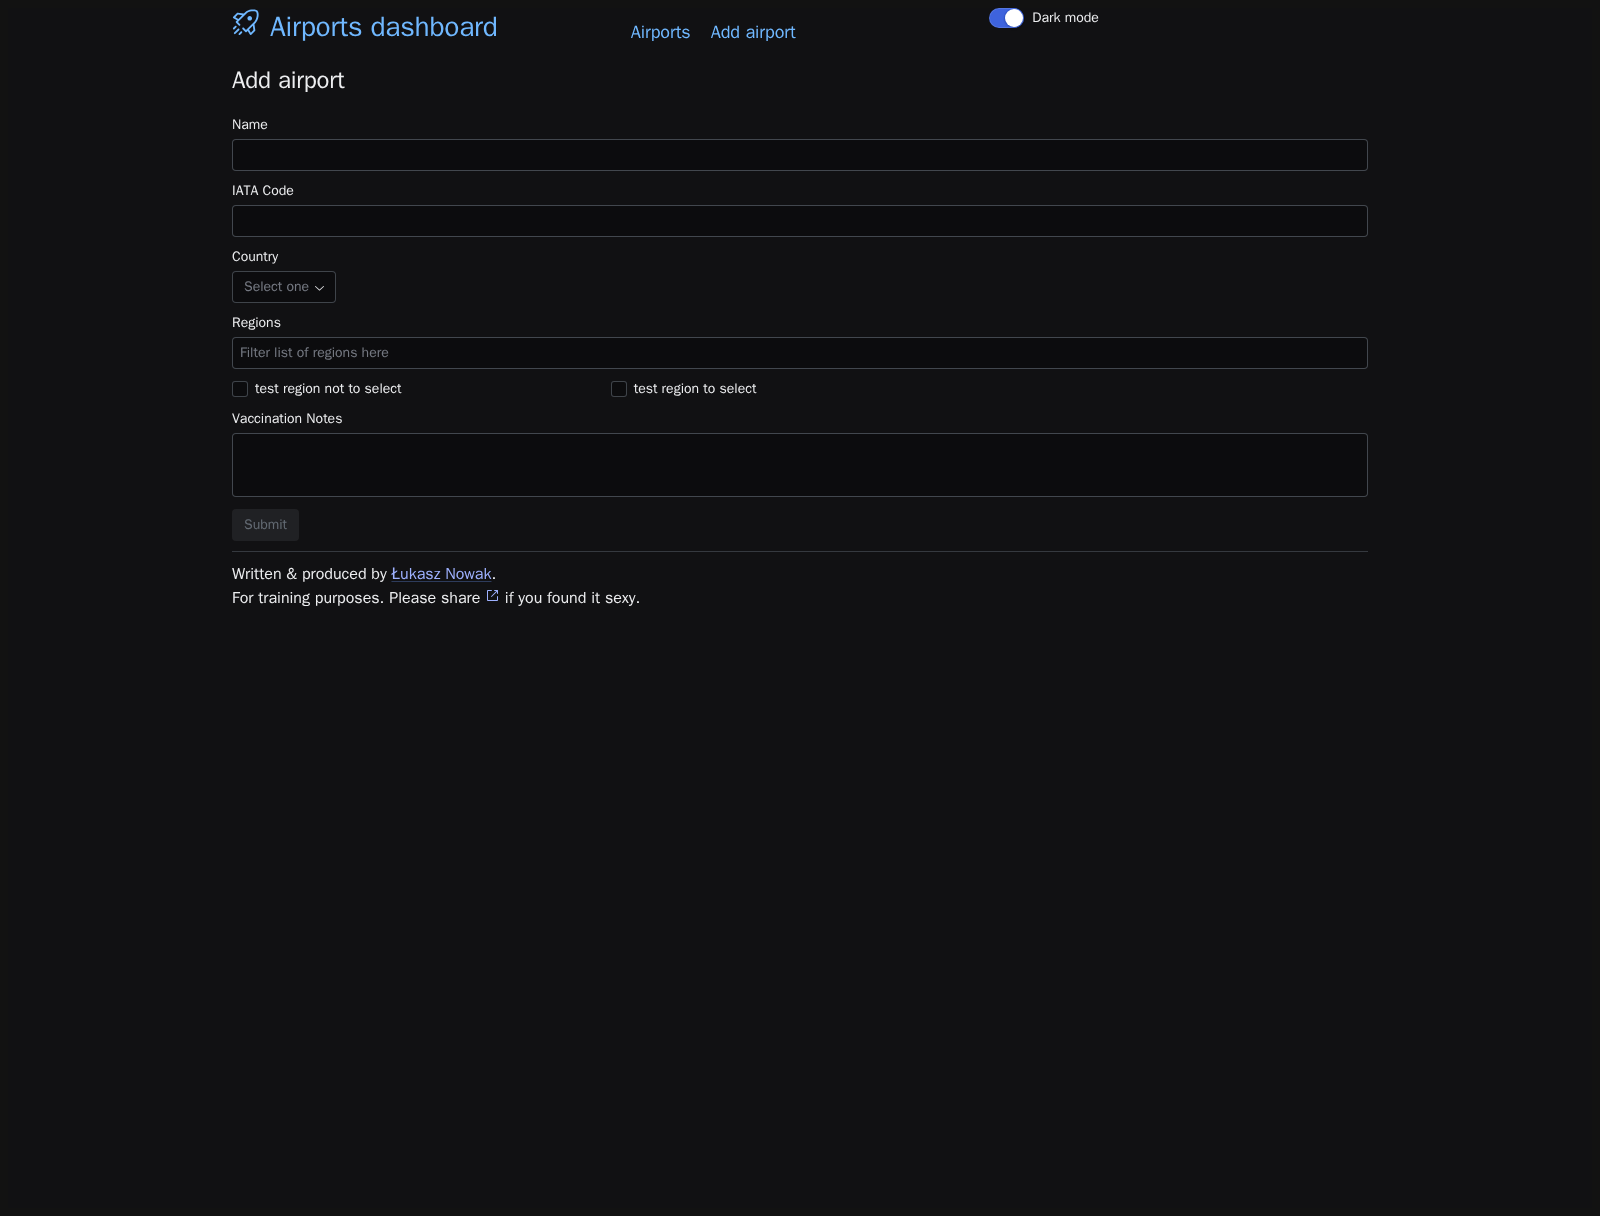 Airports dashboard
Airports Add airport
Dark mode
Add airport
Name
IATA Code
Country
Select one
Regions
Filter list of regions here
test region not to select
test region to select
Vaccination Notes
Submit
Written & produced by Łukasz Nowak.
For training purposes. Please share if you found it sexy.